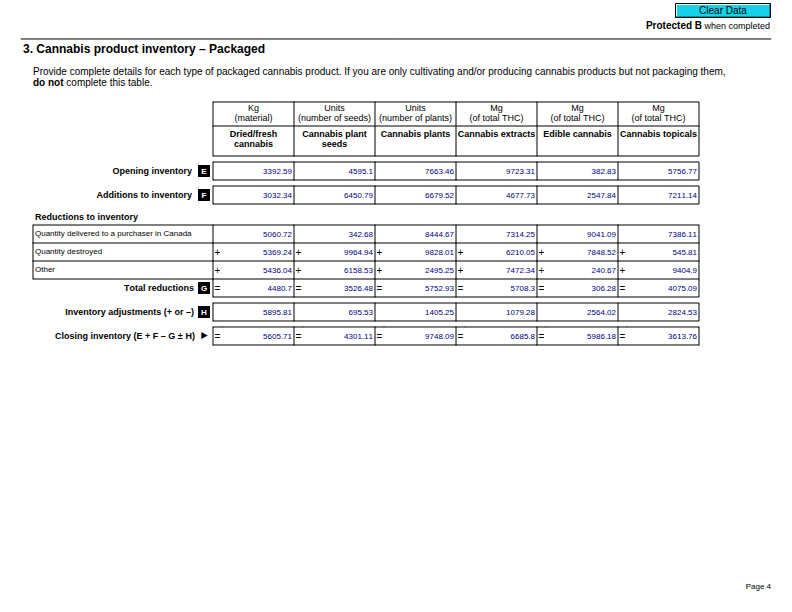 Clear Data
Protected B when completed
3. Cannabis product inventory – Packaged
Provide complete details for each type of packaged cannabis product. If you are only cultivating and/or producing cannabis products but not packaging them,
do not complete this table.
Kg Units Units Mg Mg Mg
(material) (number of seeds) (number of plants) (of total THC) (of total THC) (of total THC)
Dried/fresh Cannabis plant Cannabis plants Cannabis extracts Edible cannabis Cannabis topicals
cannabis seeds
Opening inventory E 3392.59 4595.1 7663.46 9723.31 382.83 5756.77
Additions to inventory F 3032.34 6450.79 6679.52 4677.73 2547.84 7211.14
Reductions to inventory
Quantity delivered to a purchaser in Canada 5060.72 342.68 8444.67 7314.25 9041.09 7386.11
Quantity destroyed + 5369.24 + 9964.94 + 9828.01 + 6210.05 + 7848.52 + 545.81
Other + 5436.04 + 6158.53 + 2495.25 + 7472.34 + 240.67 + 9404.9
Total reductions G = 4480.7 = 3526.48 = 5752.93 = 5708.3 = 306.28 = 4075.09
Inventory adjustments (+ or –) H 5895.81 695.53 1405.25 1079.28 2564.02 2824.53
Closing inventory (E + F – G ± H) ► = 5605.71 = 4301.11 = 9748.09 = 6685.8 = 5986.18 = 3613.76
Page 4